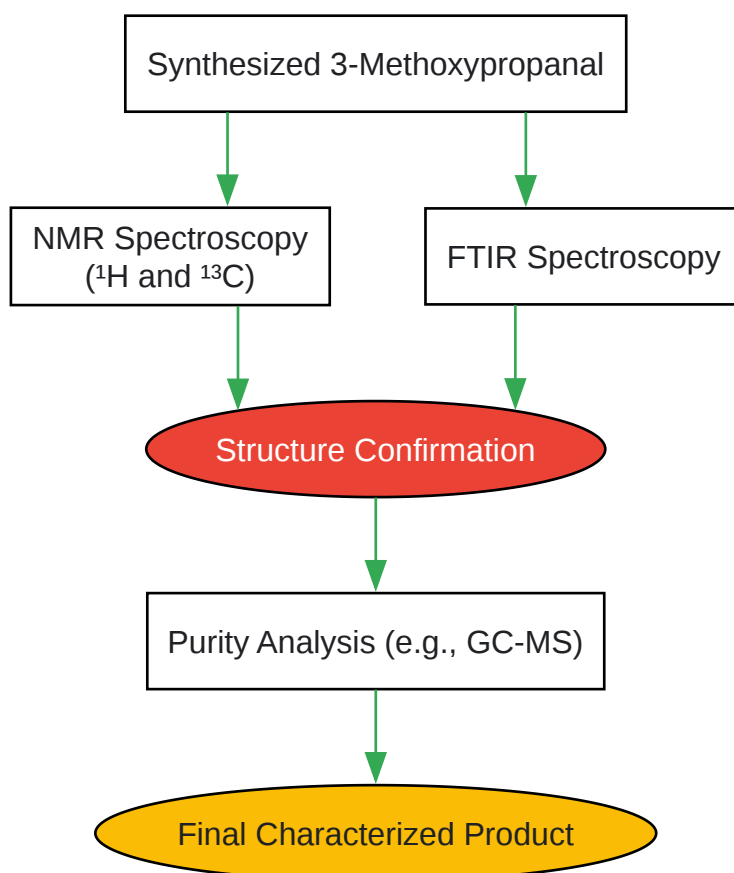 Synthesized 3-Methoxypropanal
NMR Spectroscopy
(¹H and ¹³C)
FTIR Spectroscopy
Structure Confirmation
Purity Analysis (e.g., GC-MS)
Final Characterized Product